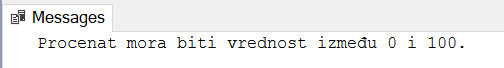 Messages
Procenat mora biti vrednost između 0 i 100.